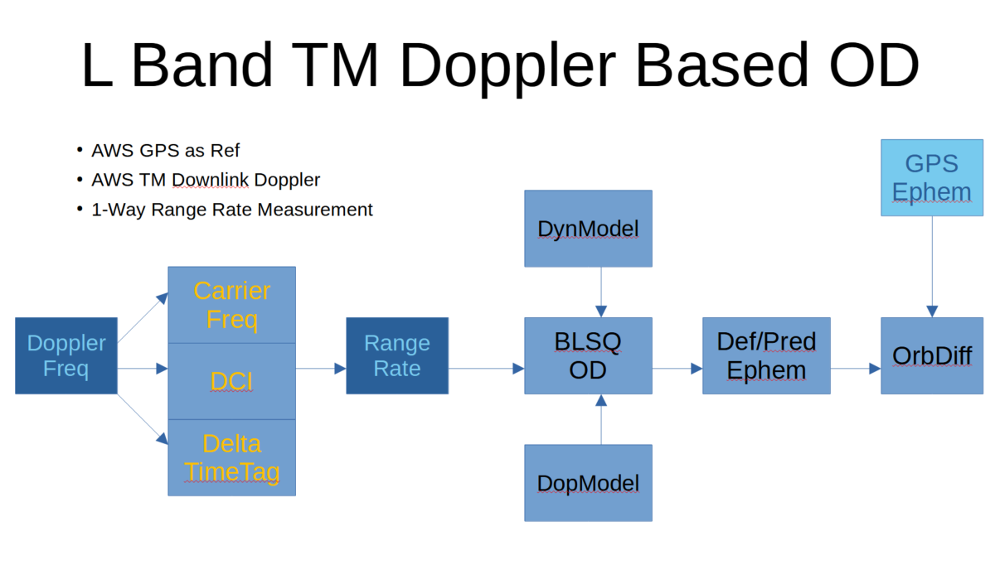 L Band TM Doppler Based OD
• AWS GPS as Ref
• AWS TM Downlink Doppler
• 1-Way Range Rate Measurement
GPS
Ephem
DynModel
Carrier
Freq
Doppler
Freq
DCI
Range
Rate
BLSQ
OD
Def/Pred
Ephem
OrbDiff
Delta
TimeTag
DopModel